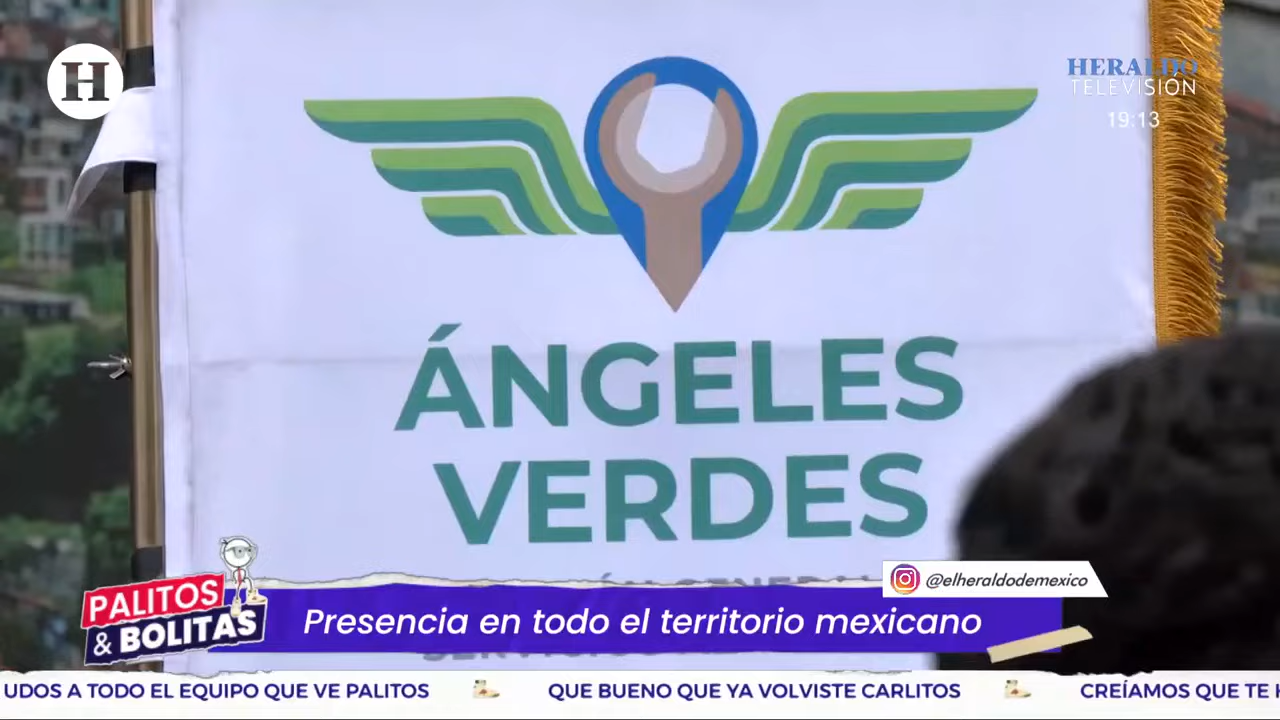 H
HERALDO
TELEVISIÓN
19:13
ÁNGELES
VERDES
@elheraldodemexico
PALITOS
& BOLITAS
Presencia en todo el territorio mexicano
UDOS A TODO EL EQUIPO QUE VE PALITOS
QUE BUENO QUE YA VOLVISTE CARLITOS
CREÍAMOS QUE TE